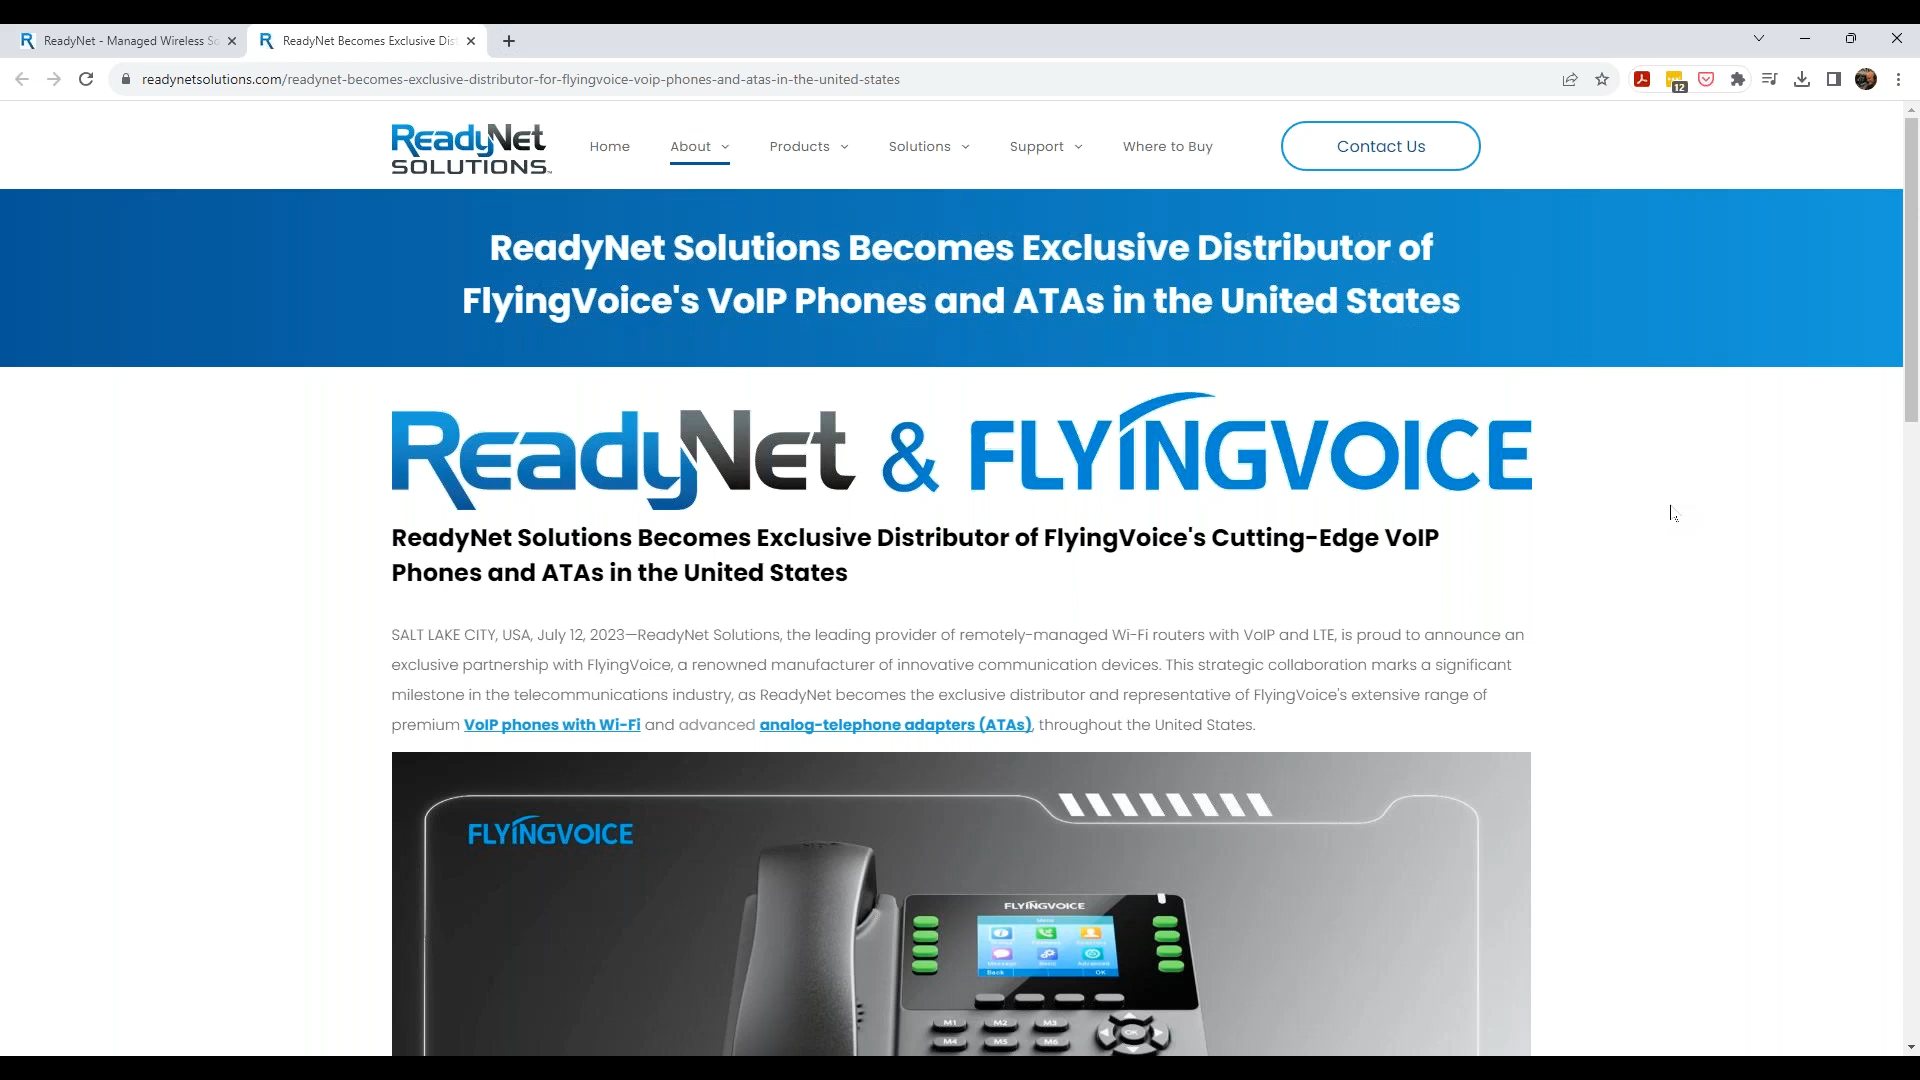 ReadyNet - Managed Wireless So
ReadyNet Becomes Exclusive Dis
readynetsolutions.com/readynet-becomes-exclusive-distributor-for-flyingvoice-voip-phones-and-atas-in-the-united-states
12
ReadyNet
SOLUTIONS
Home
About
Products
Solutions
Support
Where to Buy
Contact Us
ReadyNet Solutions Becomes Exclusive Distributor of
FlyingVoice's VoIP Phones and ATAs in the United States
ReadyNet & FLYINGVOICE
ReadyNet Solutions Becomes Exclusive Distributor of FlyingVoice's Cutting-Edge VoIP
Phones and ATAs in the United States
SALT LAKE CITY, USA, July 12, 2023—ReadyNet Solutions, the leading provider of remotely-managed Wi-Fi routers with VoIP and LTE, is proud to announce an
exclusive partnership with FlyingVoice, a renowned manufacturer of innovative communication devices. This strategic collaboration marks a significant
milestone in the telecommunications industry, as ReadyNet becomes the exclusive distributor and representative of FlyingVoice's extensive range of
premium VoIP phones with Wi-Fi and advanced analog-telephone adapters (ATAs), throughout the United States.
FLYINGVOICE
FLYINGVOICE
Menu
Back OK
M1 M2 M3
OK
M4 M5 M6